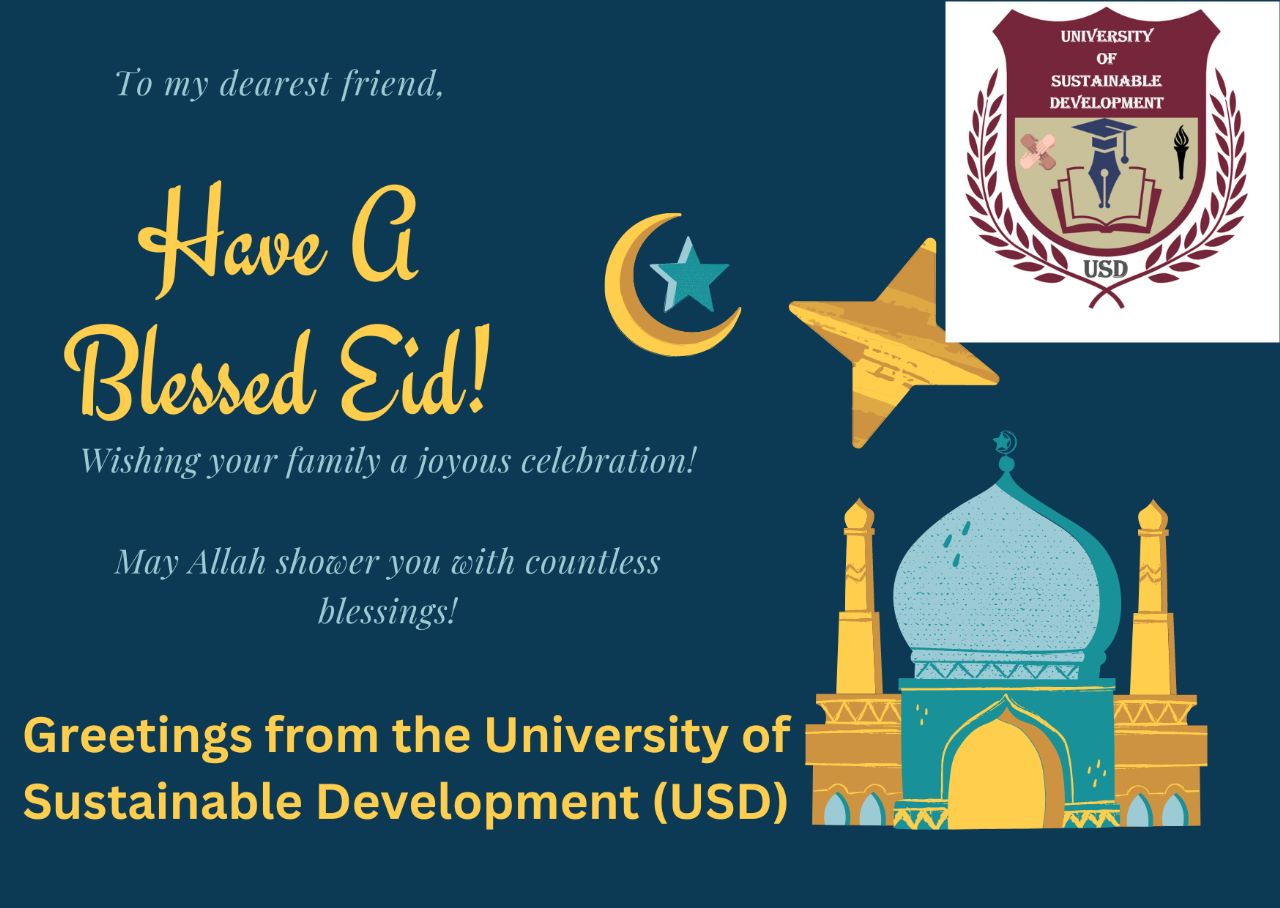 To my dearest friend,
Have A
Blessed Eid!
Wishing your family a joyous celebration!
May Allah shower you with countless
blessings!
Greetings from the University of
Sustainable Development (USD)
UNIVERSITY
OF
SUSTAINABLE
DEVELOPMENT
USD